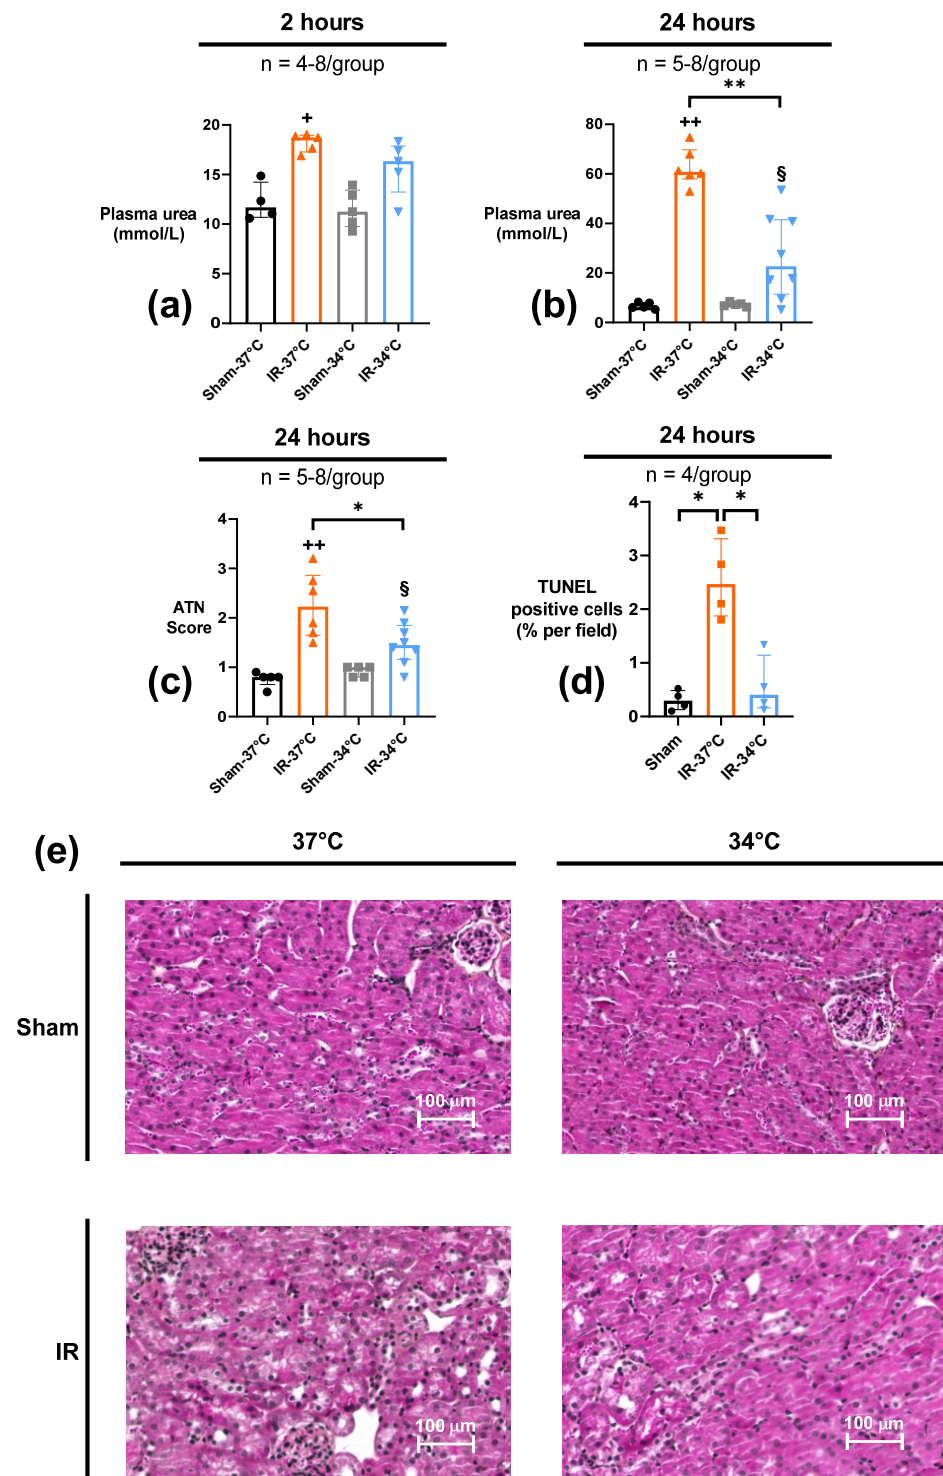 2 hours
n = 4-8/group
+
20
15
10
5
0
Plasma urea
(mmol/L)
(a)
Sham-37°C
IR-37°C
Sham-34°C
IR-34°C
24 hours
n = 5-8/group
**
++
§
80
60
40
20
0
Plasma urea
(mmol/L)
(b)
Sham-37°C
IR-37°C
Sham-34°C
IR-34°C
24 hours
n = 5-8/group
*
++
§
4
3
2
1
0
ATN
Score
(c)
Sham-37°C
IR-37°C
Sham-34°C
IR-34°C
24 hours
n = 4/group
* *
4
3
2
1
0
TUNEL
positive cells
(% per field)
(d)
Sham
IR-37°C
IR-34°C
(e)
37°C
34°C
Sham
100 µm
100 µm
IR
100 µm
100 µm